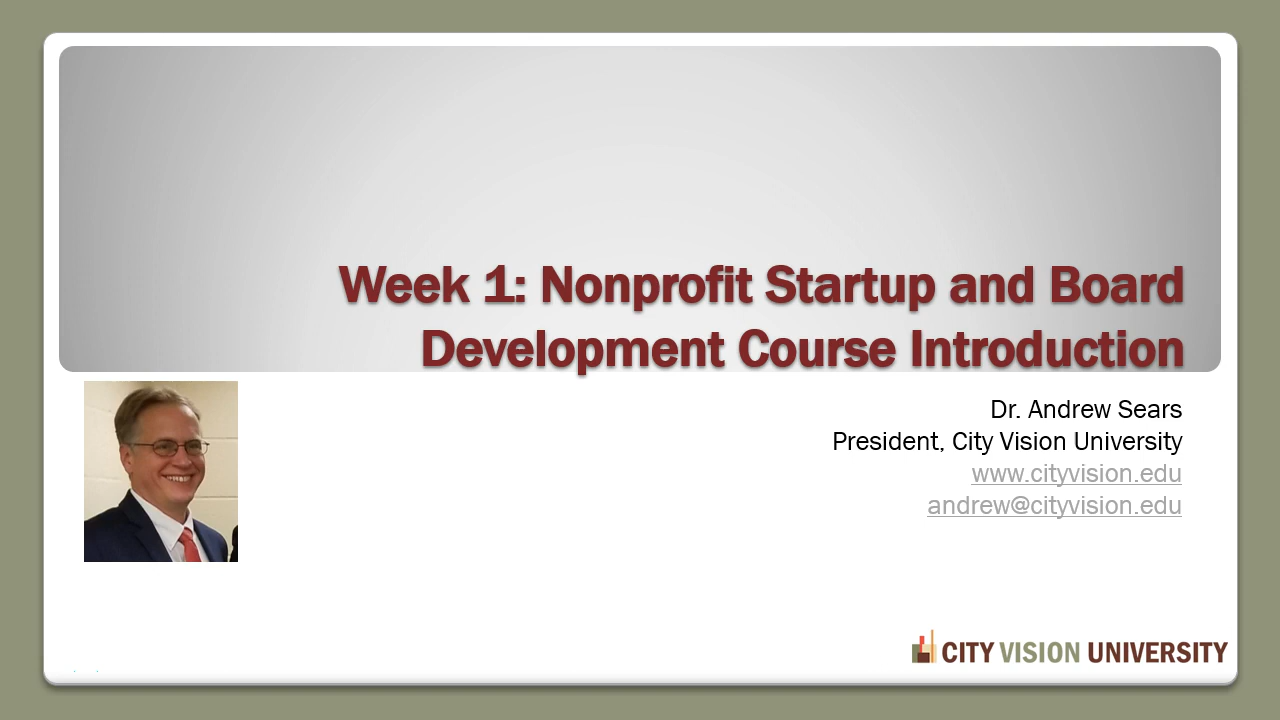 Week 1: Nonprofit Startup and Board
Development Course Introduction
Dr. Andrew Sears
President, City Vision University
www.cityvision.edu
andrew@cityvision.edu
CITY VISION UNIVERSITY